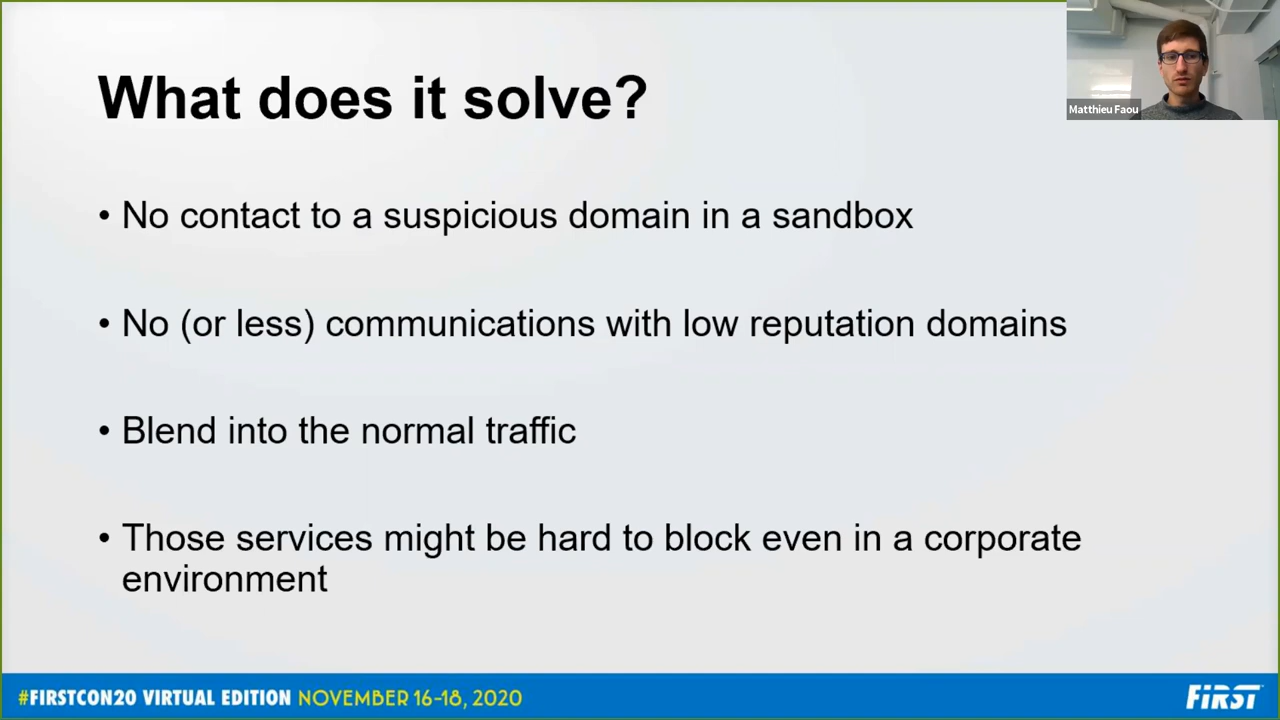 What does it solve?
Matthieu Faou
• No contact to a suspicious domain in a sandbox
• No (or less) communications with low reputation domains
• Blend into the normal traffic
• Those services might be hard to block even in a corporate
environment
#FIRSTCON20 VIRTUAL EDITION NOVEMBER 16-18, 2020
FIRST